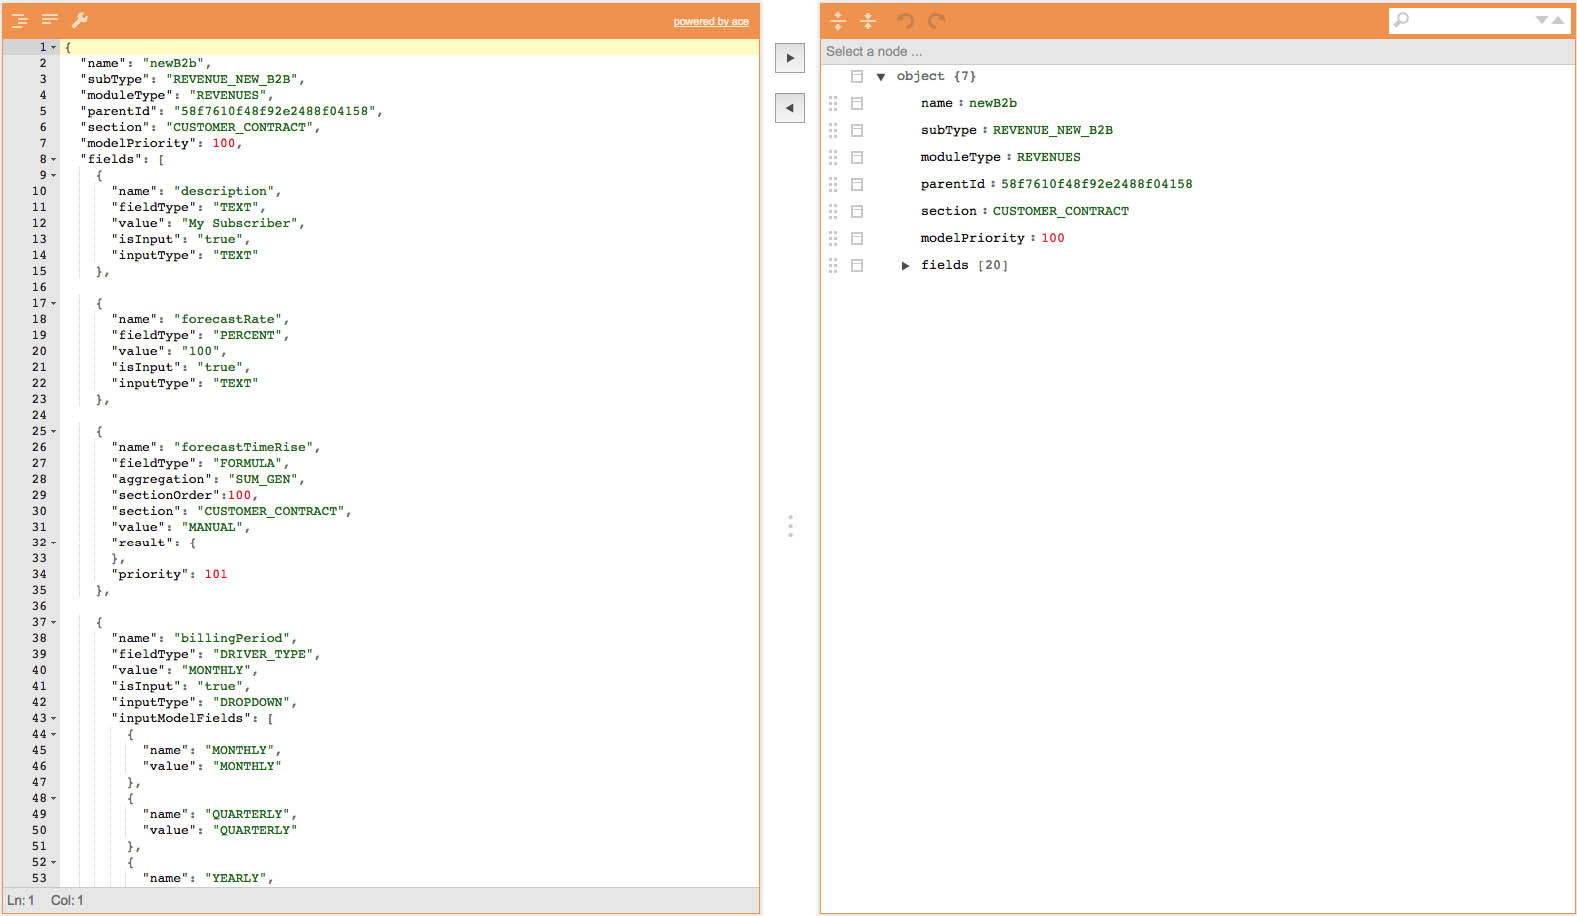 powered by ace
1 {
2 "name": "newB2b",
3 "subType": "REVENUE_NEW_B2B",
4 "moduleType": "REVENUES",
5 "parentId": "58f7610f48f92e2488f04158",
6 "section": "CUSTOMER_CONTRACT",
7 "modelPriority": 100,
8 "fields": [
9 {
10 "name": "description",
11 "fieldType": "TEXT",
12 "value": "My Subscriber",
13 "isInput": "true",
14 "inputType": "TEXT"
15 },
16
17 {
18 "name": "forecastRate",
19 "fieldType": "PERCENT",
20 "value": "100",
21 "isInput": "true",
22 "inputType": "TEXT"
23 },
24
25 {
26 "name": "forecastTimeRise",
27 "fieldType": "FORMULA",
28 "aggregation": "SUM_GEN",
29 "sectionOrder":100,
30 "section": "CUSTOMER_CONTRACT",
31 "value": "MANUAL",
32 "result": {
33 },
34 "priority": 101
35 },
36
37 {
38 "name": "billingPeriod",
39 "fieldType": "DRIVER_TYPE",
40 "value": "MONTHLY",
41 "isInput": "true",
42 "inputType": "DROPDOWN",
43 "inputModelFields": [
44 {
45 "name": "MONTHLY",
46 "value": "MONTHLY"
47 },
48 {
49 "name": "QUARTERLY",
50 "value": "QUARTERLY"
51 },
52 {
53 "name": "YEARLY",
Ln: 1 Col: 1
Select a node ...
object {7}
name : newB2b
subType : REVENUE_NEW_B2B
moduleType : REVENUES
parentId : 58f7610f48f92e2488f04158
section : CUSTOMER_CONTRACT
modelPriority : 100
fields [20]